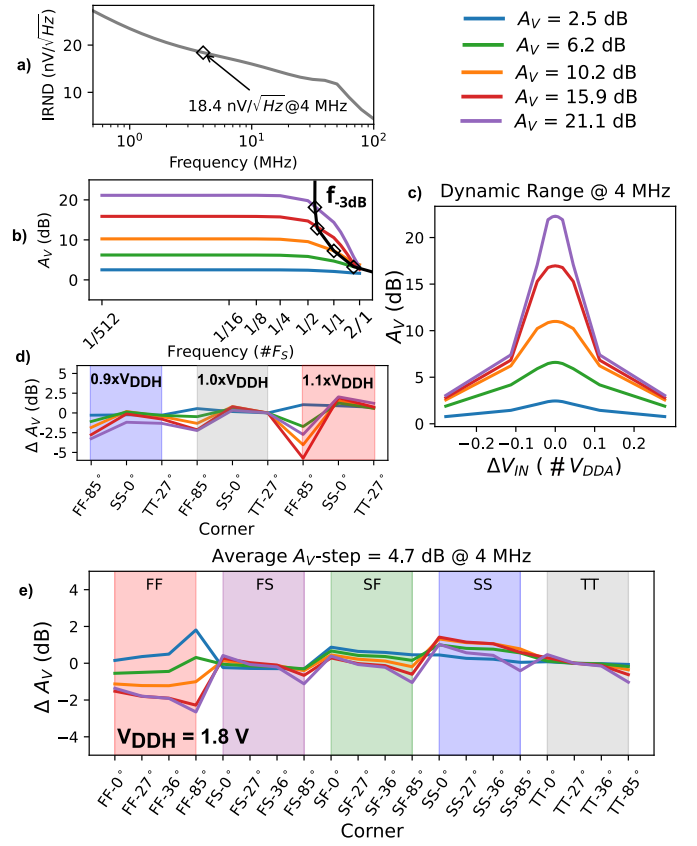 a)
IRND (nV/√Hz)
20
10
18.4 nV/√Hz@4 MHz
10⁰
10¹
10²
Frequency (MHz)
A_V = 2.5 dB
A_V = 6.2 dB
A_V = 10.2 dB
A_V = 15.9 dB
A_V = 21.1 dB
b)
A_V (dB)
20
10
0
f_-3dB
1/512
1/16
1/8
1/4
1/2
1/1
2/1
Frequency (#F_S)
c)
Dynamic Range @ 4 MHz
A_V (dB)
20
15
10
5
0
−0.2
−0.1
0.0
0.1
0.2
ΔV_IN ( # V_DDA)
d)
Δ A_V (dB)
5.0
2.5
0
-2.5
-5
0.9xV_DDH
1.0xV_DDH
1.1xV_DDH
FF-85°
SS-0°
TT-27°
FF-85°
SS-0°
TT-27°
FF-85°
SS-0°
TT-27°
Corner
Average A_V-step = 4.7 dB @ 4 MHz
e)
Δ A_V (dB)
4
2
0
−2
−4
FF
FS
SF
SS
TT
V_DDH = 1.8 V
FF-0°
FF-27°
FF-36°
FF-85°
FS-0°
FS-27°
FS-36°
FS-85°
SF-0°
SF-27°
SF-36°
SF-85°
SS-0°
SS-27°
SS-36°
SS-85°
TT-0°
TT-27°
TT-36°
TT-85°
Corner